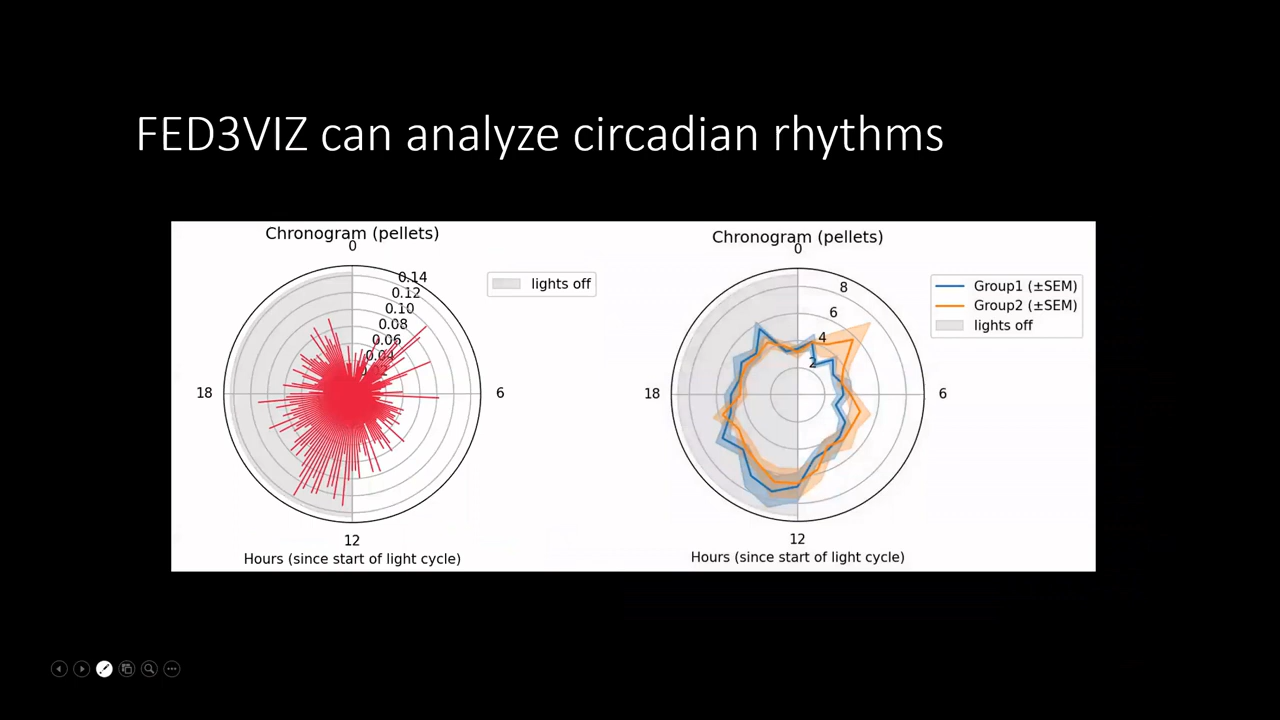 FED3VIZ can analyze circadian rhythms
Chronogram (pellets)
0
0.14
0.12
0.10
0.08
0.06
0.04
lights off
18
6
12
Hours (since start of light cycle)
Chronogram (pellets)
0
8
6
4
2
Group1 (±SEM)
Group2 (±SEM)
lights off
18
6
12
Hours (since start of light cycle)